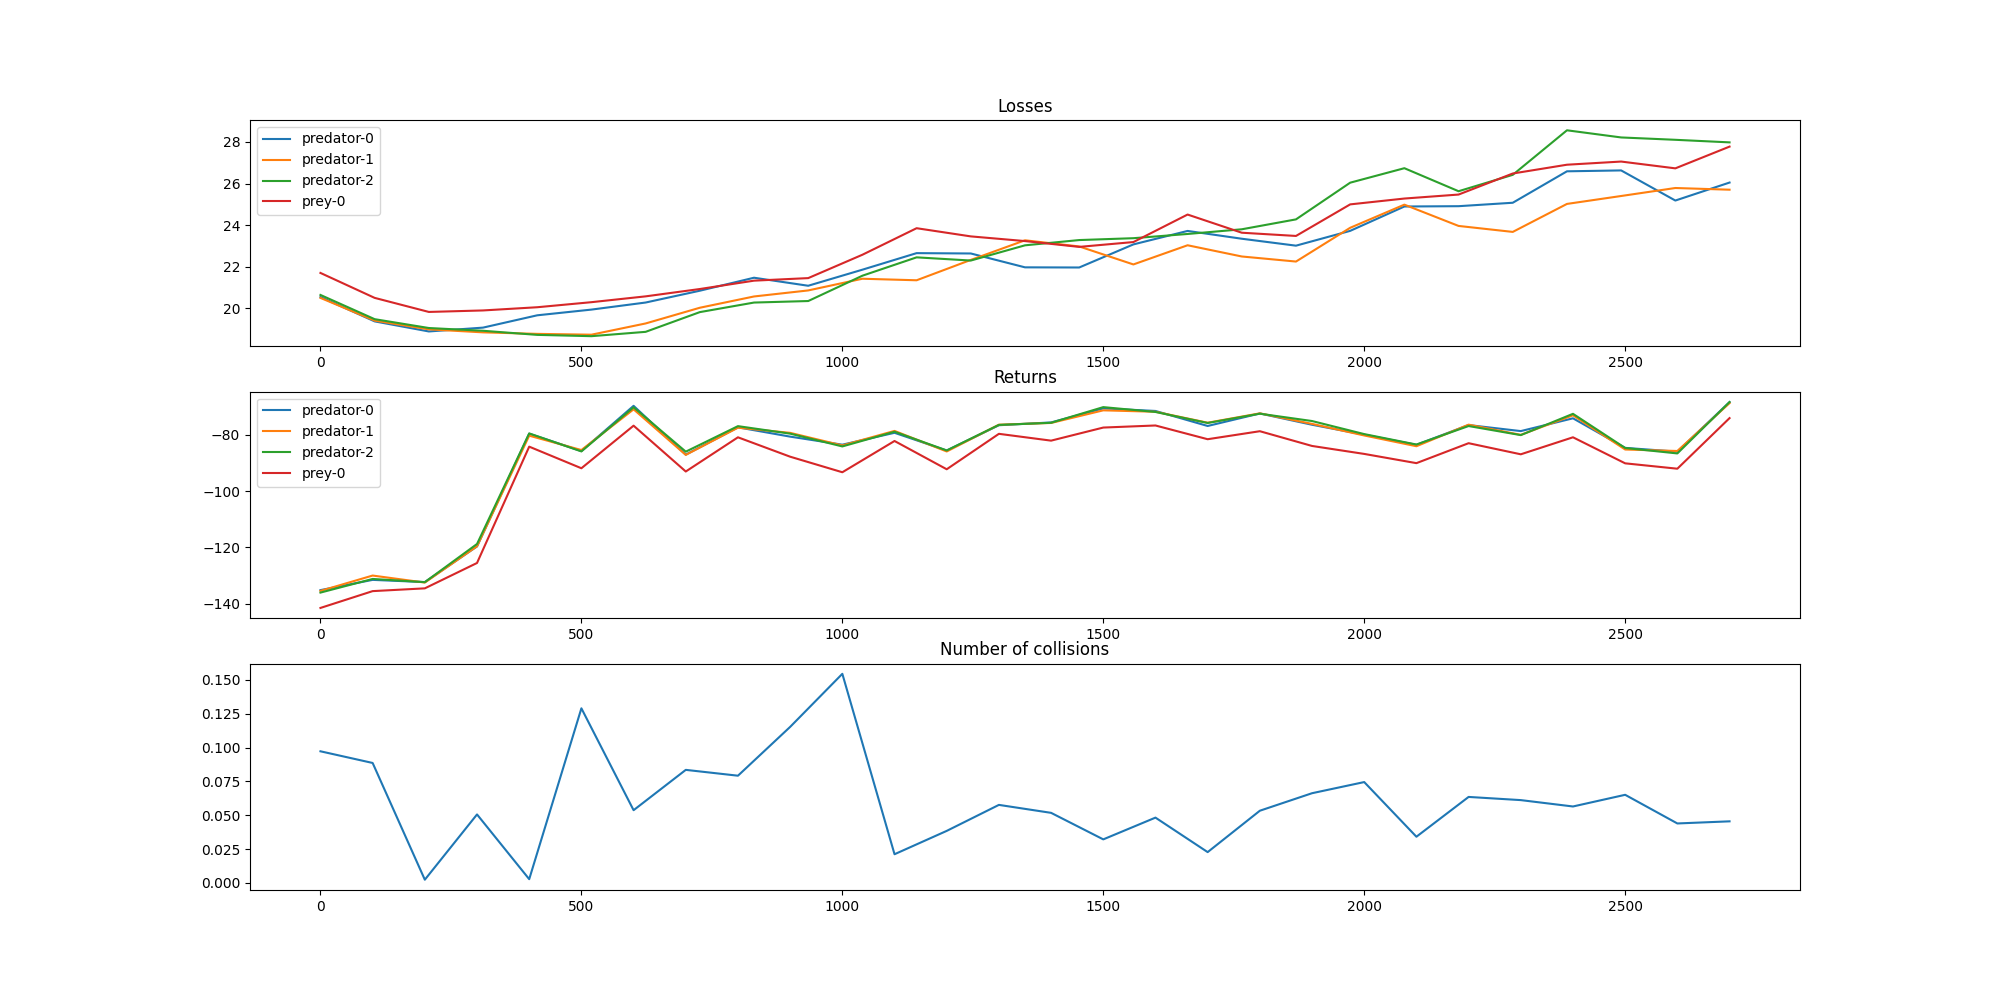 Losses
28
26
24
22
20
predator-0
predator-1
predator-2
prey-0
0 500 1000 1500 2000 2500
Returns
−80
−100
−120
−140
predator-0
predator-1
predator-2
prey-0
0 500 1000 1500 2000 2500
Number of collisions
0.150
0.125
0.100
0.075
0.050
0.025
0.000
0 500 1000 1500 2000 2500